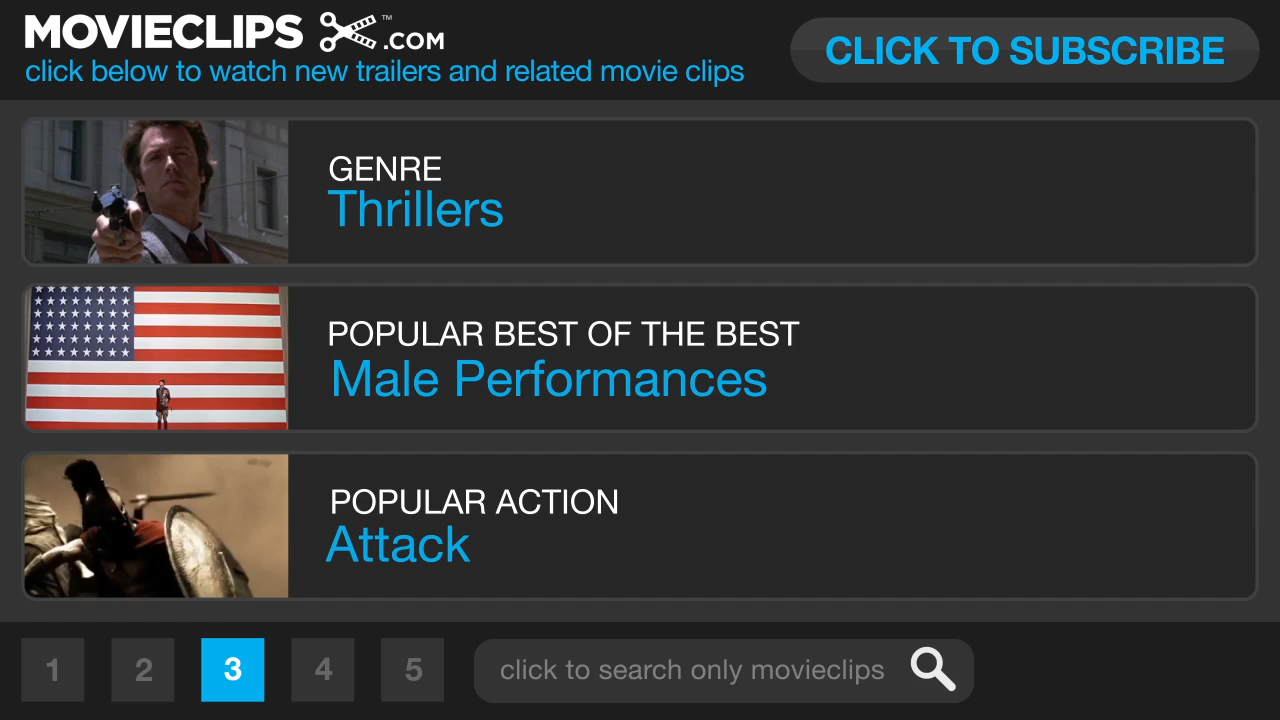 MOVIECLIPS ™ .COM
click below to watch new trailers and related movie clips
CLICK TO SUBSCRIBE
GENRE
Thrillers
POPULAR BEST OF THE BEST
Male Performances
POPULAR ACTION
Attack
1 2 3 4 5
click to search only movieclips